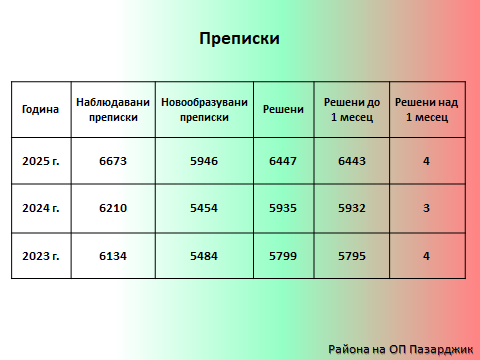 Преписки
Година
Наблюдавани
преписки
Новообразувани
преписки
Решени
Решени до
1 месец
Решени над
1 месец
2025 г. 6673 5946 6447 6443 4
2024 г. 6210 5454 5935 5932 3
2023 г. 6134 5484 5799 5795 4
Района на ОП Пазарджик